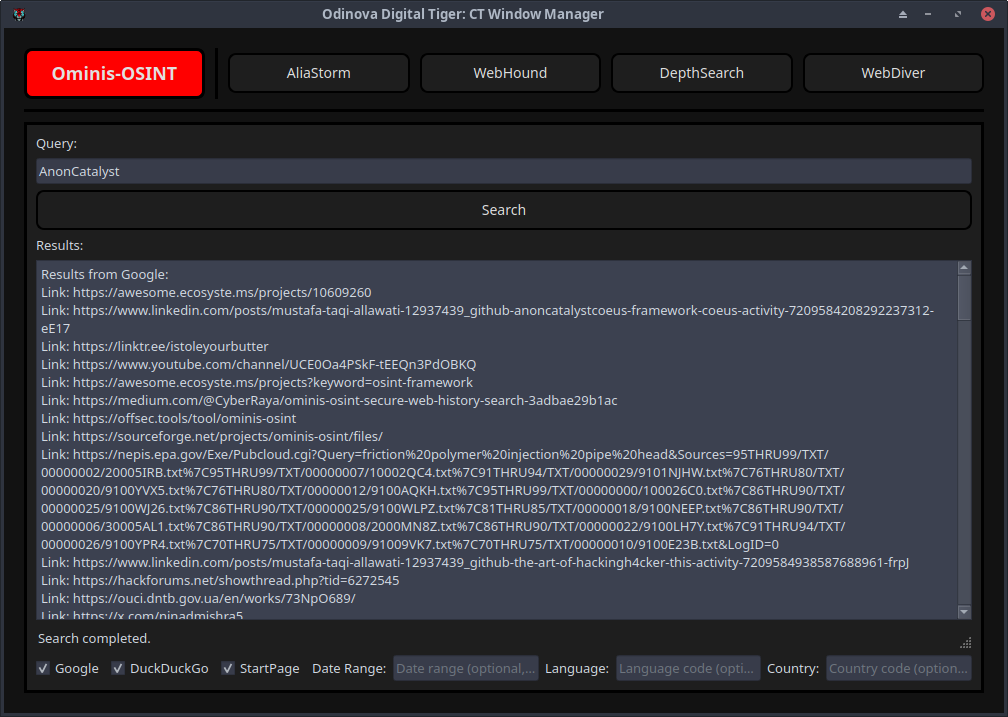 Odinova Digital Tiger: CT Window Manager
Ominis-OSINT
AliaStorm
WebHound
DepthSearch
WebDiver
Query:
AnonCatalyst
Search
Results:
Results from Google:
Link: https://awesome.ecosyste.ms/projects/10609260
Link: https://www.linkedin.com/posts/mustafa-taqi-allawati-12937439_github-anoncatalystcoeus-framework-coeus-activity-7209584208292237312-
eE17
Link: https://linktr.ee/istoleyourbutter
Link: https://www.youtube.com/channel/UCE0Oa4PSkF-tEEQn3PdOBKQ
Link: https://awesome.ecosyste.ms/projects?keyword=osint-framework
Link: https://medium.com/@CyberRaya/ominis-osint-secure-web-history-search-3adbae29b1ac
Link: https://offsec.tools/tool/ominis-osint
Link: https://sourceforge.net/projects/ominis-osint/files/
Link: https://nepis.epa.gov/Exe/Pubcloud.cgi?Query=friction%20polymer%20injection%20pipe%20head&Sources=95THRU99/TXT/
00000002/20005IRB.txt%7C95THRU99/TXT/00000007/10002QC4.txt%7C91THRU94/TXT/00000029/9101NJHW.txt%7C76THRU80/TXT/
00000020/9100YVX5.txt%7C76THRU80/TXT/00000012/9100AQKH.txt%7C95THRU99/TXT/00000000/100026C0.txt%7C86THRU90/TXT/
00000025/9100WJ26.txt%7C86THRU90/TXT/00000025/9100WLPZ.txt%7C81THRU85/TXT/00000018/9100NEEP.txt%7C86THRU90/TXT/
00000006/30005AL1.txt%7C86THRU90/TXT/00000008/2000MN8Z.txt%7C86THRU90/TXT/00000022/9100LH7Y.txt%7C91THRU94/TXT/
00000026/9100YPR4.txt%7C70THRU75/TXT/00000009/91009VK7.txt%7C70THRU75/TXT/00000010/9100E23B.txt&LogID=0
Link: https://www.linkedin.com/posts/mustafa-taqi-allawati-12937439_github-the-art-of-hackingh4cker-this-activity-7209584938587688961-frpJ
Link: https://hackforums.net/showthread.php?tid=6272545
Link: https://ouci.dntb.gov.ua/en/works/73NpO689/
Link: https://x.com/ninadmishra5
Search completed.
Google
DuckDuckGo
StartPage
Date Range:
Date range (optional,...
Language:
Language code (opti...
Country:
Country code (option...